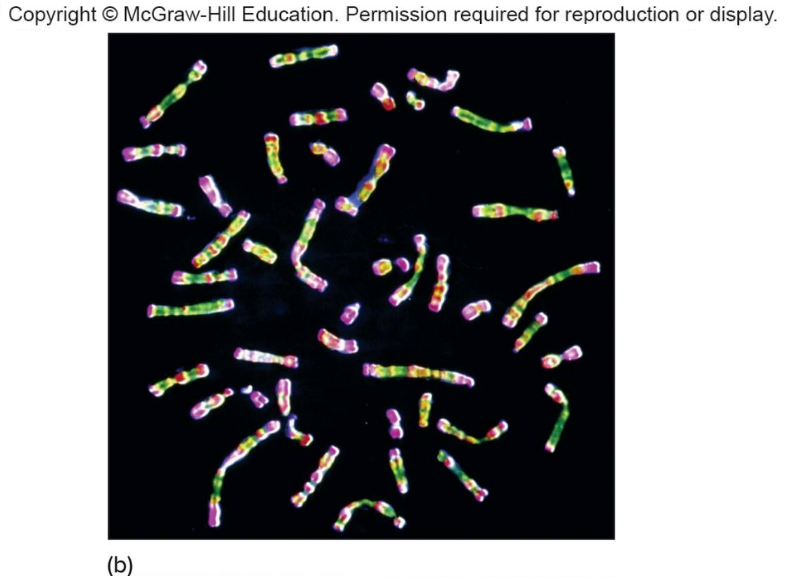 Copyright © McGraw-Hill Education. Permission required for reproduction or display.
(b)